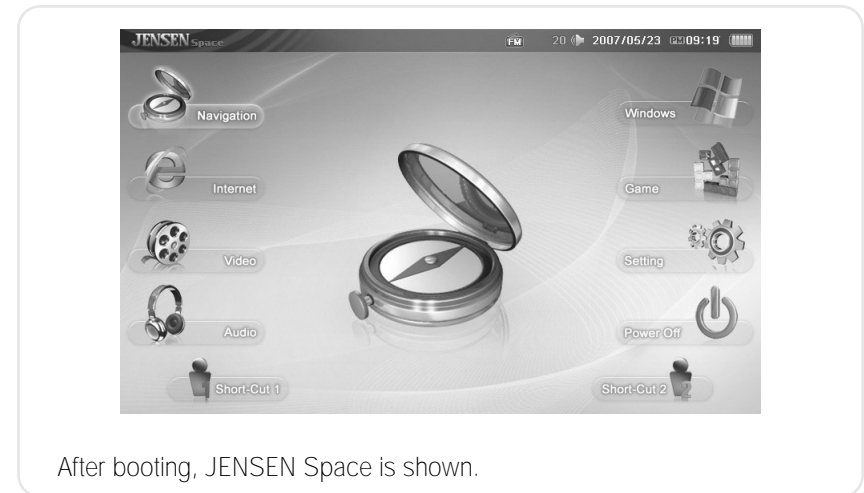 JENSEN Space FM 20 2007/05/23 PM 09:19
Navigation
Internet
Video
Audio
Short-Cut 1
Windows
Game
Setting
Power Off
Short-Cut 2
After booting, JENSEN Space is shown.